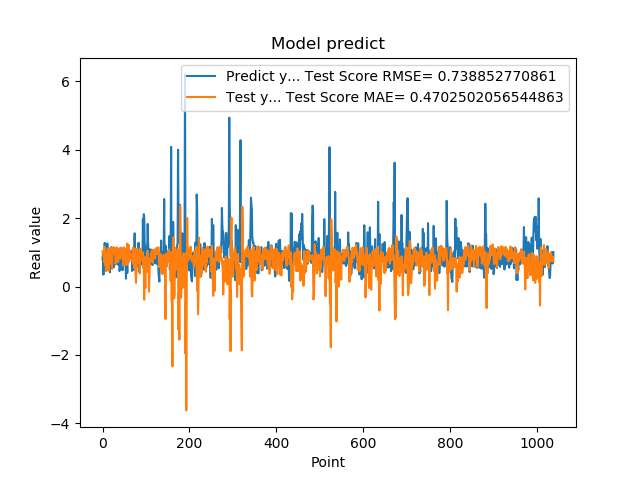 Model predict
Predict y... Test Score RMSE= 0.738852770861
Test y... Test Score MAE= 0.4702502056544863
Real value
6
4
2
0
−2
−4
0 200 400 600 800 1000
Point